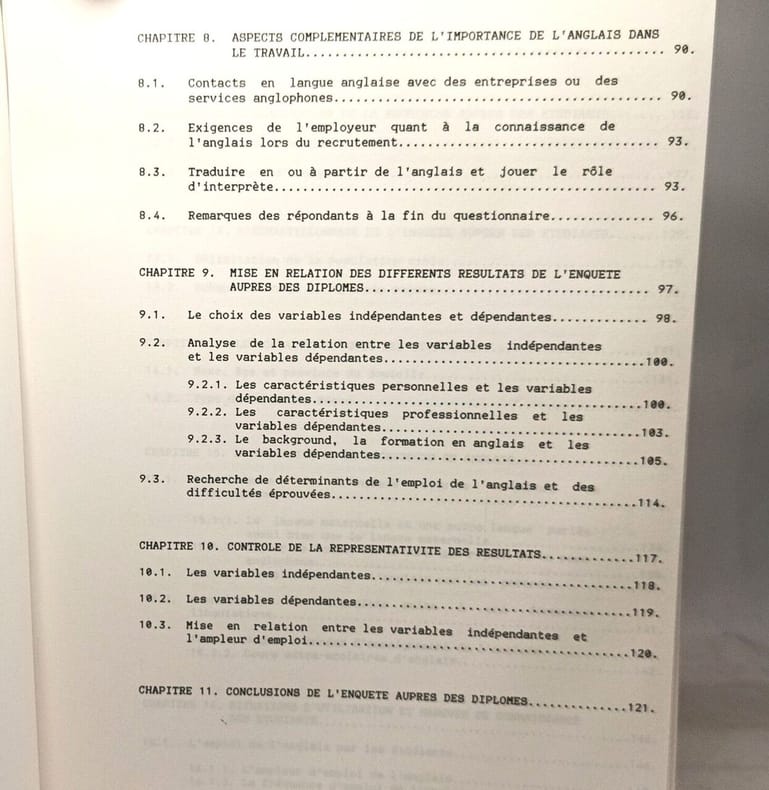 CHAPITRE 8. ASPECTS COMPLEMENTAIRES DE L'IMPORTANCE DE L'ANGLAIS DANS
LE TRAVAIL............................................... 90.
8.1. Contacts en langue anglaise avec des entreprises ou des
services anglophones........................................... 90.
8.2. Exigences de l'employeur quant à la connaissance de
l'anglais lors du recrutement.................................. 93.
8.3. Traduire en ou à partir de l'anglais et jouer le rôle
d'interprète................................................... 93.
8.4. Remarques des répondants à la fin du questionnaire.............. 96.
CHAPITRE 9. MISE EN RELATION DES DIFFERENTS RESULTATS DE L'ENQUETE
AUPRES DES DIPLOMES...................................... 97.
9.1. Le choix des variables indépendantes et dépendantes............. 98.
9.2. Analyse de la relation entre les variables indépendantes
et les variables dépendantes...................................100.
9.2.1. Les caractéristiques personnelles et les variables
dépendantes.............................................100.
9.2.2. Les caractéristiques professionnelles et les
variables dépendantes...................................103.
9.2.3. Le background, la formation en anglais et les
variables dépendantes...................................105.
9.3. Recherche de déterminants de l'emploi de l'anglais et des
difficultés éprouvées..........................................114.
CHAPITRE 10. CONTROLE DE LA REPRESENTATIVITE DES RESULTATS.............117.
10.1. Les variables indépendantes....................................118.
10.2. Les variables dépendantes......................................119.
10.3. Mise en relation entre les variables indépendantes et
l'ampleur d'emploi.............................................120.
CHAPITRE 11. CONCLUSIONS DE L'ENQUETE AUPRES DES DIPLOMES..............121.